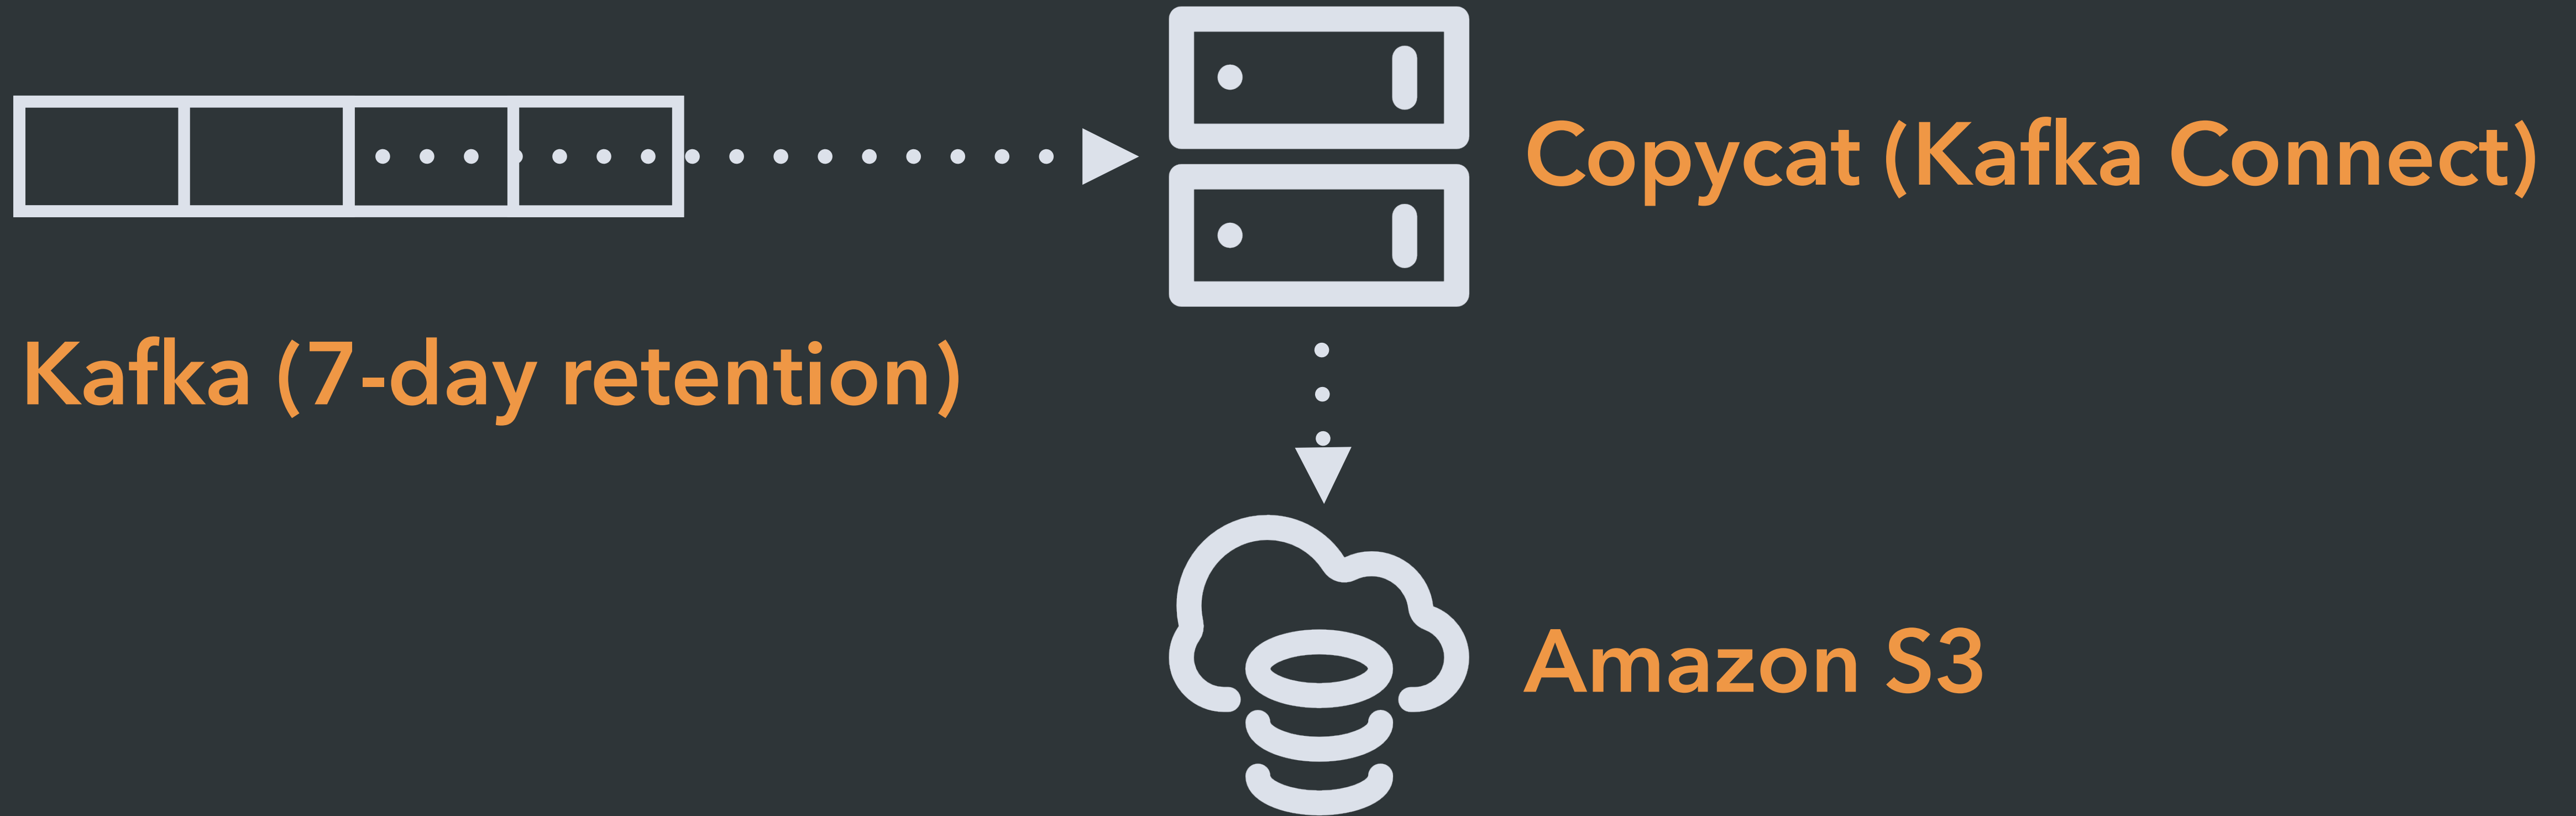 Copycat (Kafka Connect)
Kafka (7-day retention)
Amazon S3